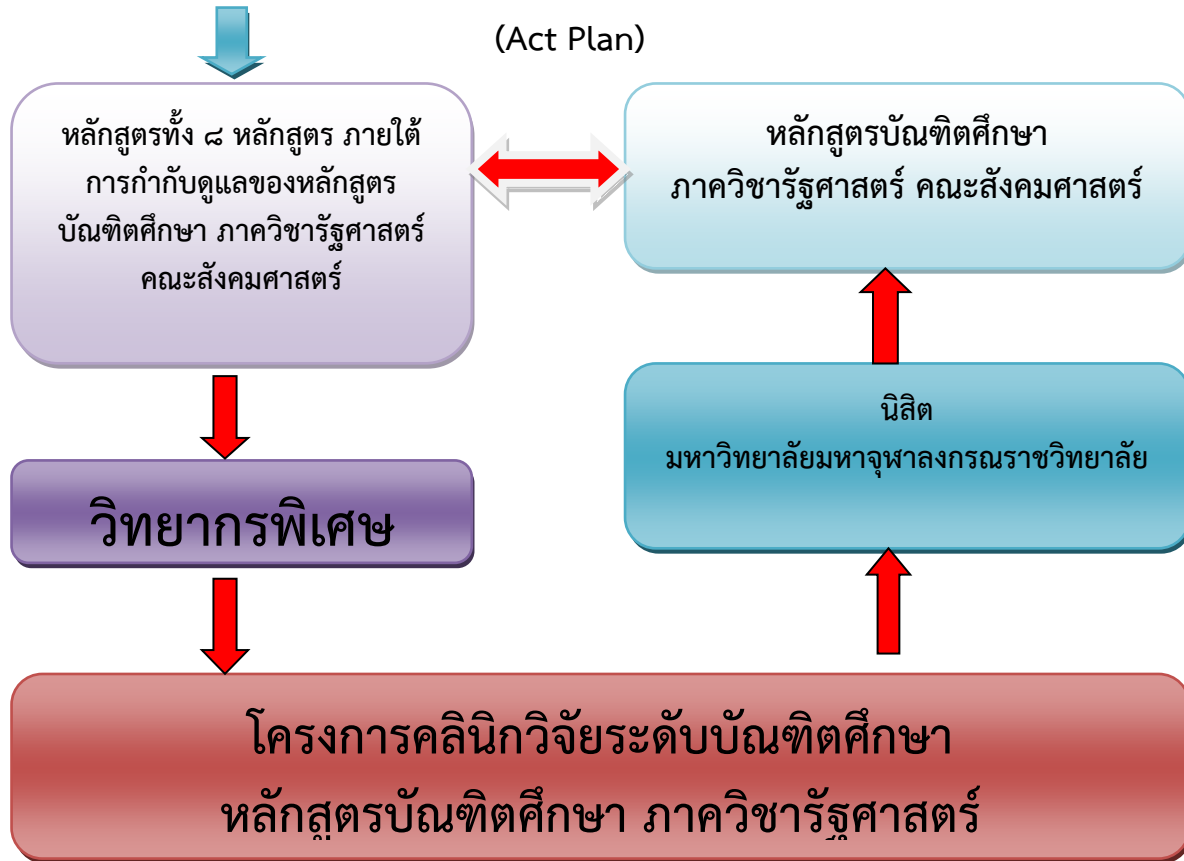 (Act Plan)
หลักสูตรทั้ง ๘ หลักสูตร ภายใต้
การกำกับดูแลของหลักสูตร
บัณฑิตศึกษา ภาควิชารัฐศาสตร์
คณะสังคมศาสตร์
หลักสูตรบัณฑิตศึกษา
ภาควิชารัฐศาสตร์ คณะสังคมศาสตร์
นิสิต
มหาวิทยาลัยมหาจุฬาลงกรณราชวิทยาลัย
วิทยากรพิเศษ
โครงการคลินิกวิจัยระดับบัณฑิตศึกษา
หลักสูตรบัณฑิตศึกษา ภาควิชารัฐศาสตร์